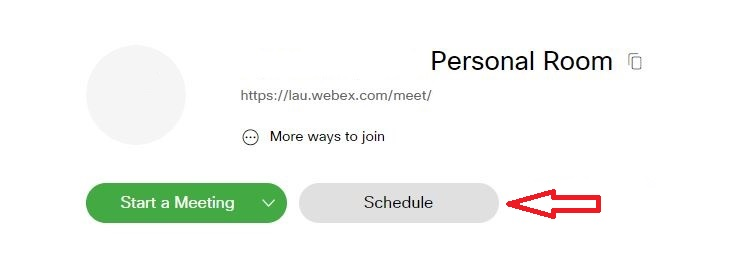 Personal Room
https://lau.webex.com/meet/
More ways to join
Start a Meeting
Schedule